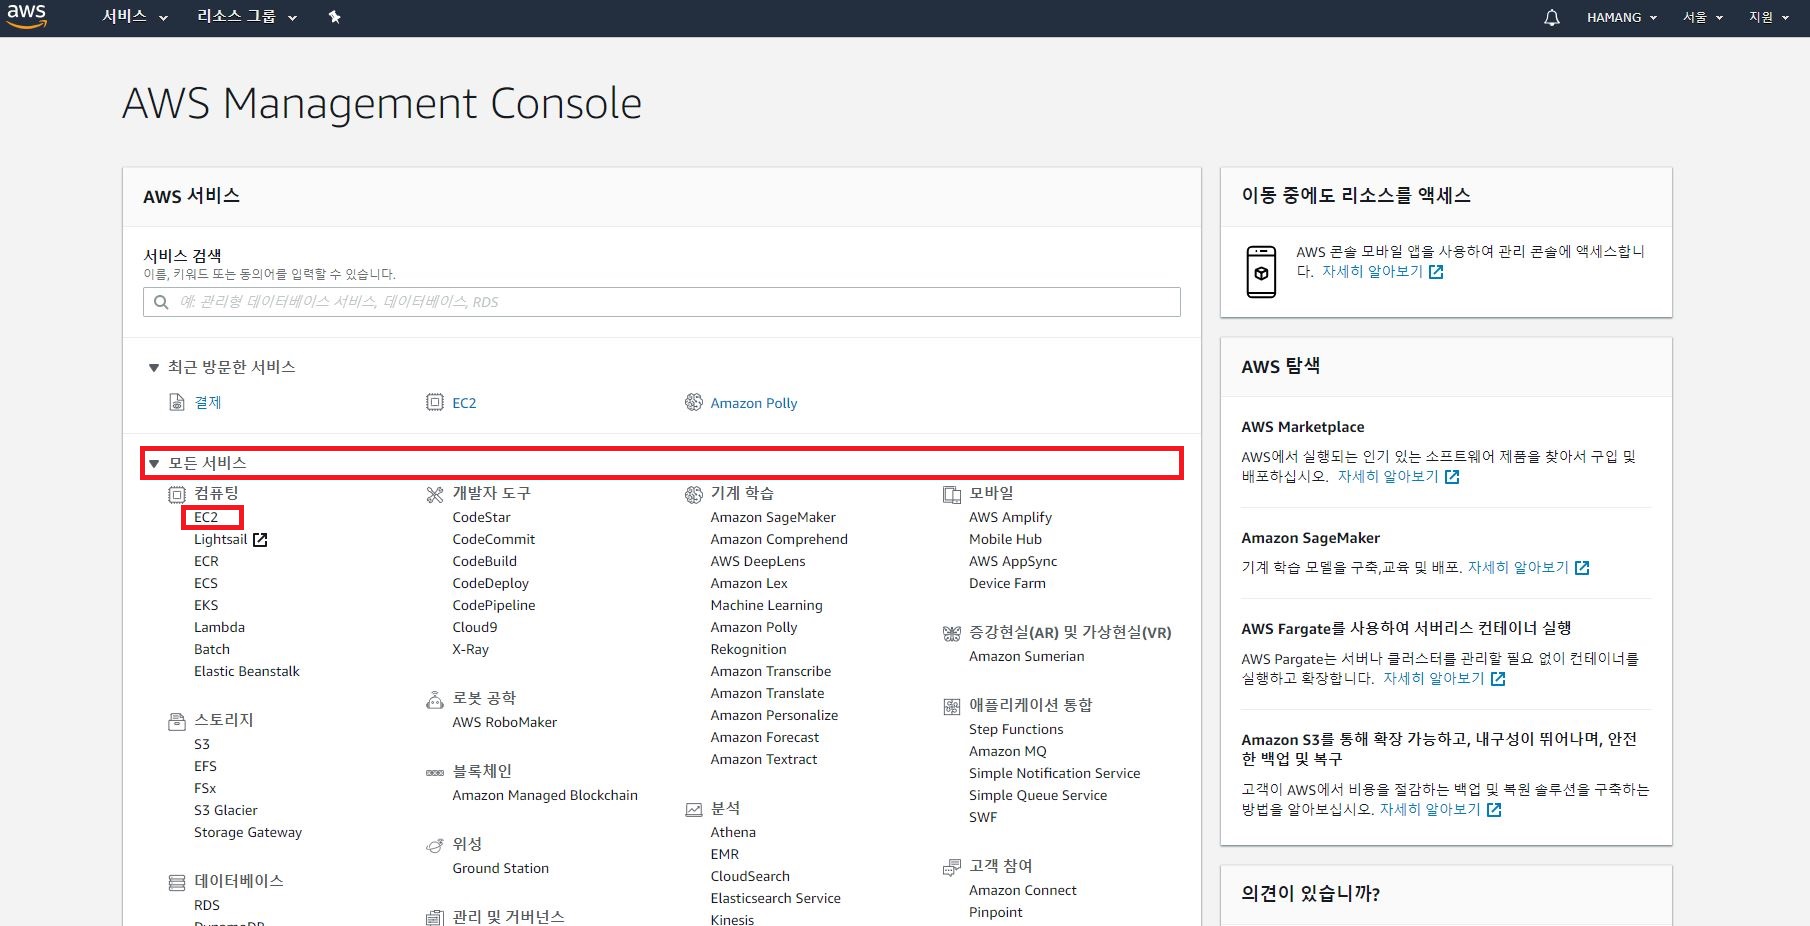 aws
서비스
리소스 그룹
HAMANG
서울
지원
AWS Management Console
AWS 서비스
서비스 검색
이름, 키워드 또는 동의어를 입력할 수 있습니다.
예: 관리형 데이터베이스 서비스, 데이터베이스, RDS
최근 방문한 서비스
결제
EC2
Amazon Polly
모든 서비스
컴퓨팅
EC2
Lightsail
ECR
ECS
EKS
Lambda
Batch
Elastic Beanstalk
스토리지
S3
EFS
FSx
S3 Glacier
Storage Gateway
데이터베이스
RDS
DynamoDB
개발자 도구
CodeStar
CodeCommit
CodeBuild
CodeDeploy
CodePipeline
Cloud9
X-Ray
로봇 공학
AWS RoboMaker
블록체인
Amazon Managed Blockchain
위성
Ground Station
관리 및 거버넌스
기계 학습
Amazon SageMaker
Amazon Comprehend
AWS DeepLens
Amazon Lex
Machine Learning
Amazon Polly
Rekognition
Amazon Transcribe
Amazon Translate
Amazon Personalize
Amazon Forecast
Amazon Textract
분석
Athena
EMR
CloudSearch
Elasticsearch Service
Kinesis
모바일
AWS Amplify
Mobile Hub
AWS AppSync
Device Farm
증강현실(AR) 및 가상현실(VR)
Amazon Sumerian
애플리케이션 통합
Step Functions
Amazon MQ
Simple Notification Service
Simple Queue Service
SWF
고객 참여
Amazon Connect
Pinpoint
이동 중에도 리소스를 액세스
AWS 콘솔 모바일 앱을 사용하여 관리 콘솔에 액세스합니
다. 자세히 알아보기
AWS 탐색
AWS Marketplace
AWS에서 실행되는 인기 있는 소프트웨어 제품을 찾아서 구입 및
배포하십시오. 자세히 알아보기
Amazon SageMaker
기계 학습 모델을 구축,교육 및 배포. 자세히 알아보기
AWS Fargate를 사용하여 서버리스 컨테이너 실행
AWS Pargate는 서버나 클러스터를 관리할 필요 없이 컨테이너를
실행하고 확장합니다. 자세히 알아보기
Amazon S3를 통해 확장 가능하고, 내구성이 뛰어나며, 안전
한 백업 및 복구
고객이 AWS에서 비용을 절감하는 백업 및 복원 솔루션을 구축하는
방법을 알아보십시오. 자세히 알아보기
의견이 있습니까?